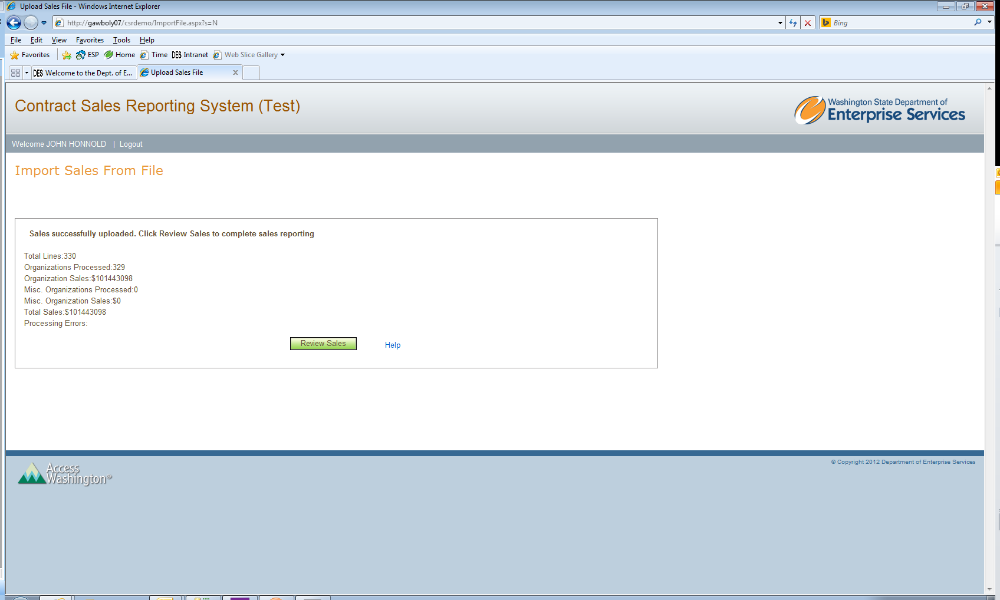 Upload Sales File - Windows Internet Explorer
http://gawboly07/csrdemo/ImportFile.aspx?s=N
Bing
File Edit View Favorites Tools Help
Favorites ESP Home Time DES Intranet Web Slice Gallery
DES Welcome to the Dept. of E... Upload Sales File
Contract Sales Reporting System (Test)
Washington State Department of
Enterprise Services
Welcome JOHN HONNOLD | Logout
Import Sales From File
Sales successfully uploaded. Click Review Sales to complete sales reporting
Total Lines:330
Organizations Processed:329
Organization Sales:$101443098
Misc. Organizations Processed:0
Misc. Organization Sales:$0
Total Sales:$101443098
Processing Errors:
Review Sales Help
© Copyright 2012 Department of Enterprise Services
Access
Washington®